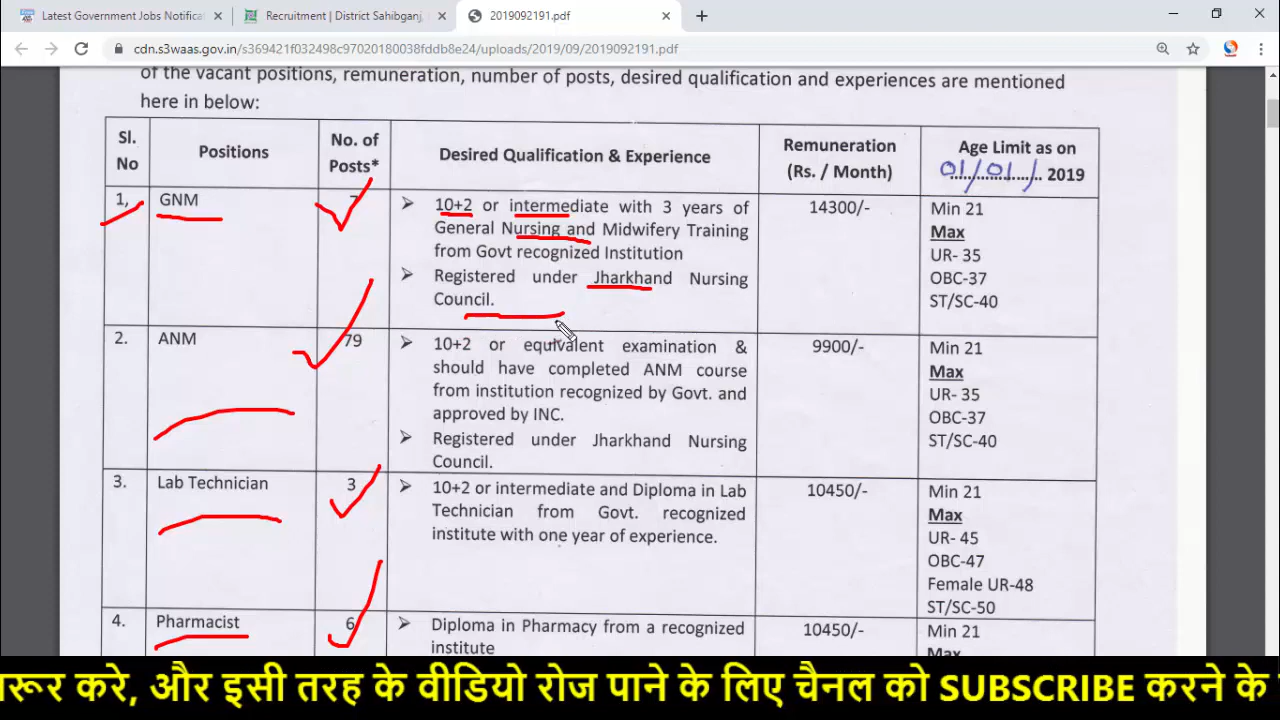 Latest Government Jobs Notifica
Recruitment | District Sahibganj,
2019092191.pdf
cdn.s3waas.gov.in/s369421f032498c97020180038fddb8e24/uploads/2019/09/2019092191.pdf
of the vacant positions, remuneration, number of posts, desired qualification and experiences are mentioned
here in below:
Sl. No
Positions
No. of Posts*
Desired Qualification & Experience
Remuneration (Rs. / Month)
Age Limit as on
01/01/ 2019
1,
GNM
10+2 or intermediate with 3 years of
General Nursing and Midwifery Training
from Govt recognized Institution
Registered under Jharkhand Nursing
Council.
14300/-
Min 21
Max
UR- 35
OBC-37
ST/SC-40
2.
ANM
79
10+2 or equivalent examination &
should have completed ANM course
from institution recognized by Govt. and
approved by INC.
Registered under Jharkhand Nursing
Council.
9900/-
Min 21
Max
UR- 35
OBC-37
ST/SC-40
3.
Lab Technician
3
10+2 or intermediate and Diploma in Lab
Technician from Govt. recognized
institute with one year of experience.
10450/-
Min 21
Max
UR- 45
OBC-47
Female UR-48
ST/SC-50
4.
Pharmacist
6
Diploma in Pharmacy from a recognized
institute
10450/-
Min 21
Max
जरूर करे, और इसी तरह के वीडियो रोज पाने के लिए चैनल को SUBSCRIBE करने के